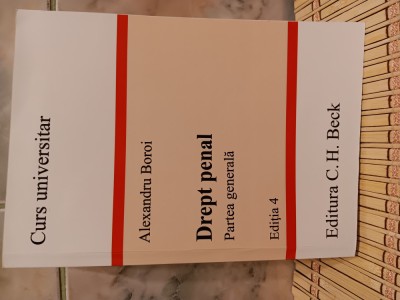 Curs universitar
Alexandru Boroi
Drept penal
Partea generală
Ediția 4
Editura C. H. Beck